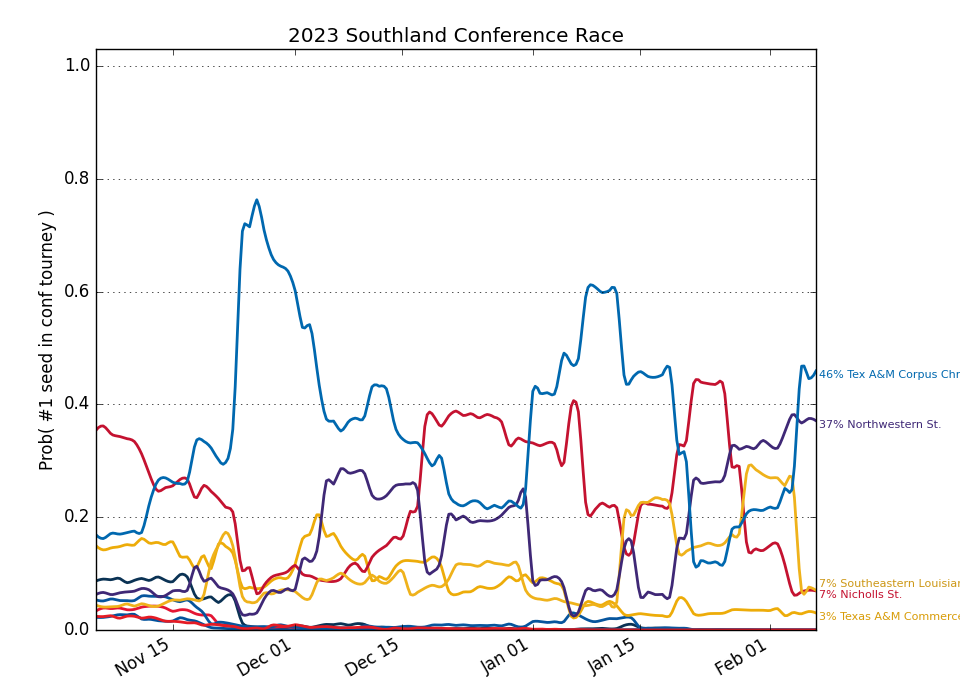 2023 Southland Conference Race
Prob( #1 seed in conf tourney )
1.0
0.8
0.6
0.4
0.2
0.0
Nov 15
Dec 01
Dec 15
Jan 01
Jan 15
Feb 01
46% Tex A&M Corpus Chr
37% Northwestern St.
7% Southeastern Louisian
7% Nicholls St.
3% Texas A&M Commerce